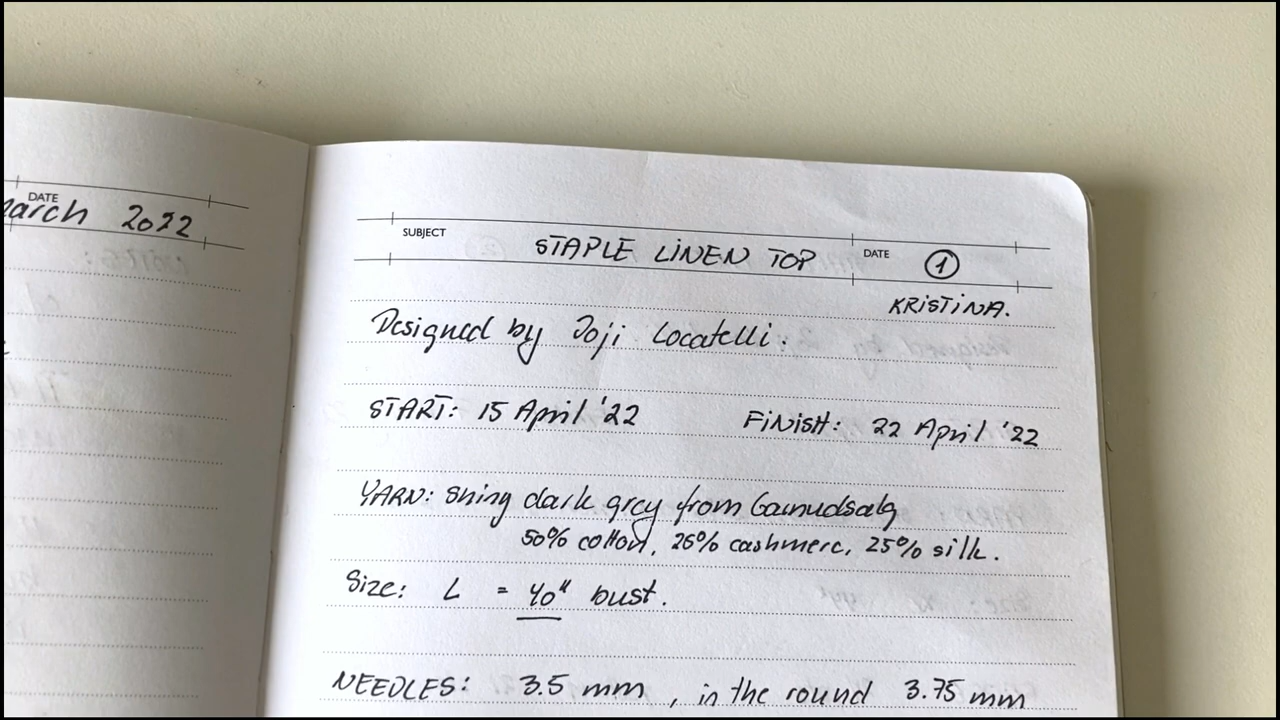 DATE
March 2022
SUBJECT STAPLE LINEN TOP DATE 1
KRISTINA.
Designed by Joji Locatelli.
START: 15 April '22 FINISH: 22 April '22
YARN: shiny dark grey from Garnudsalg
50% cotton, 25% cashmere, 25% silk.
Size: L = 40" bust.
NEEDLES: 3.5 mm, in the round 3.75 mm